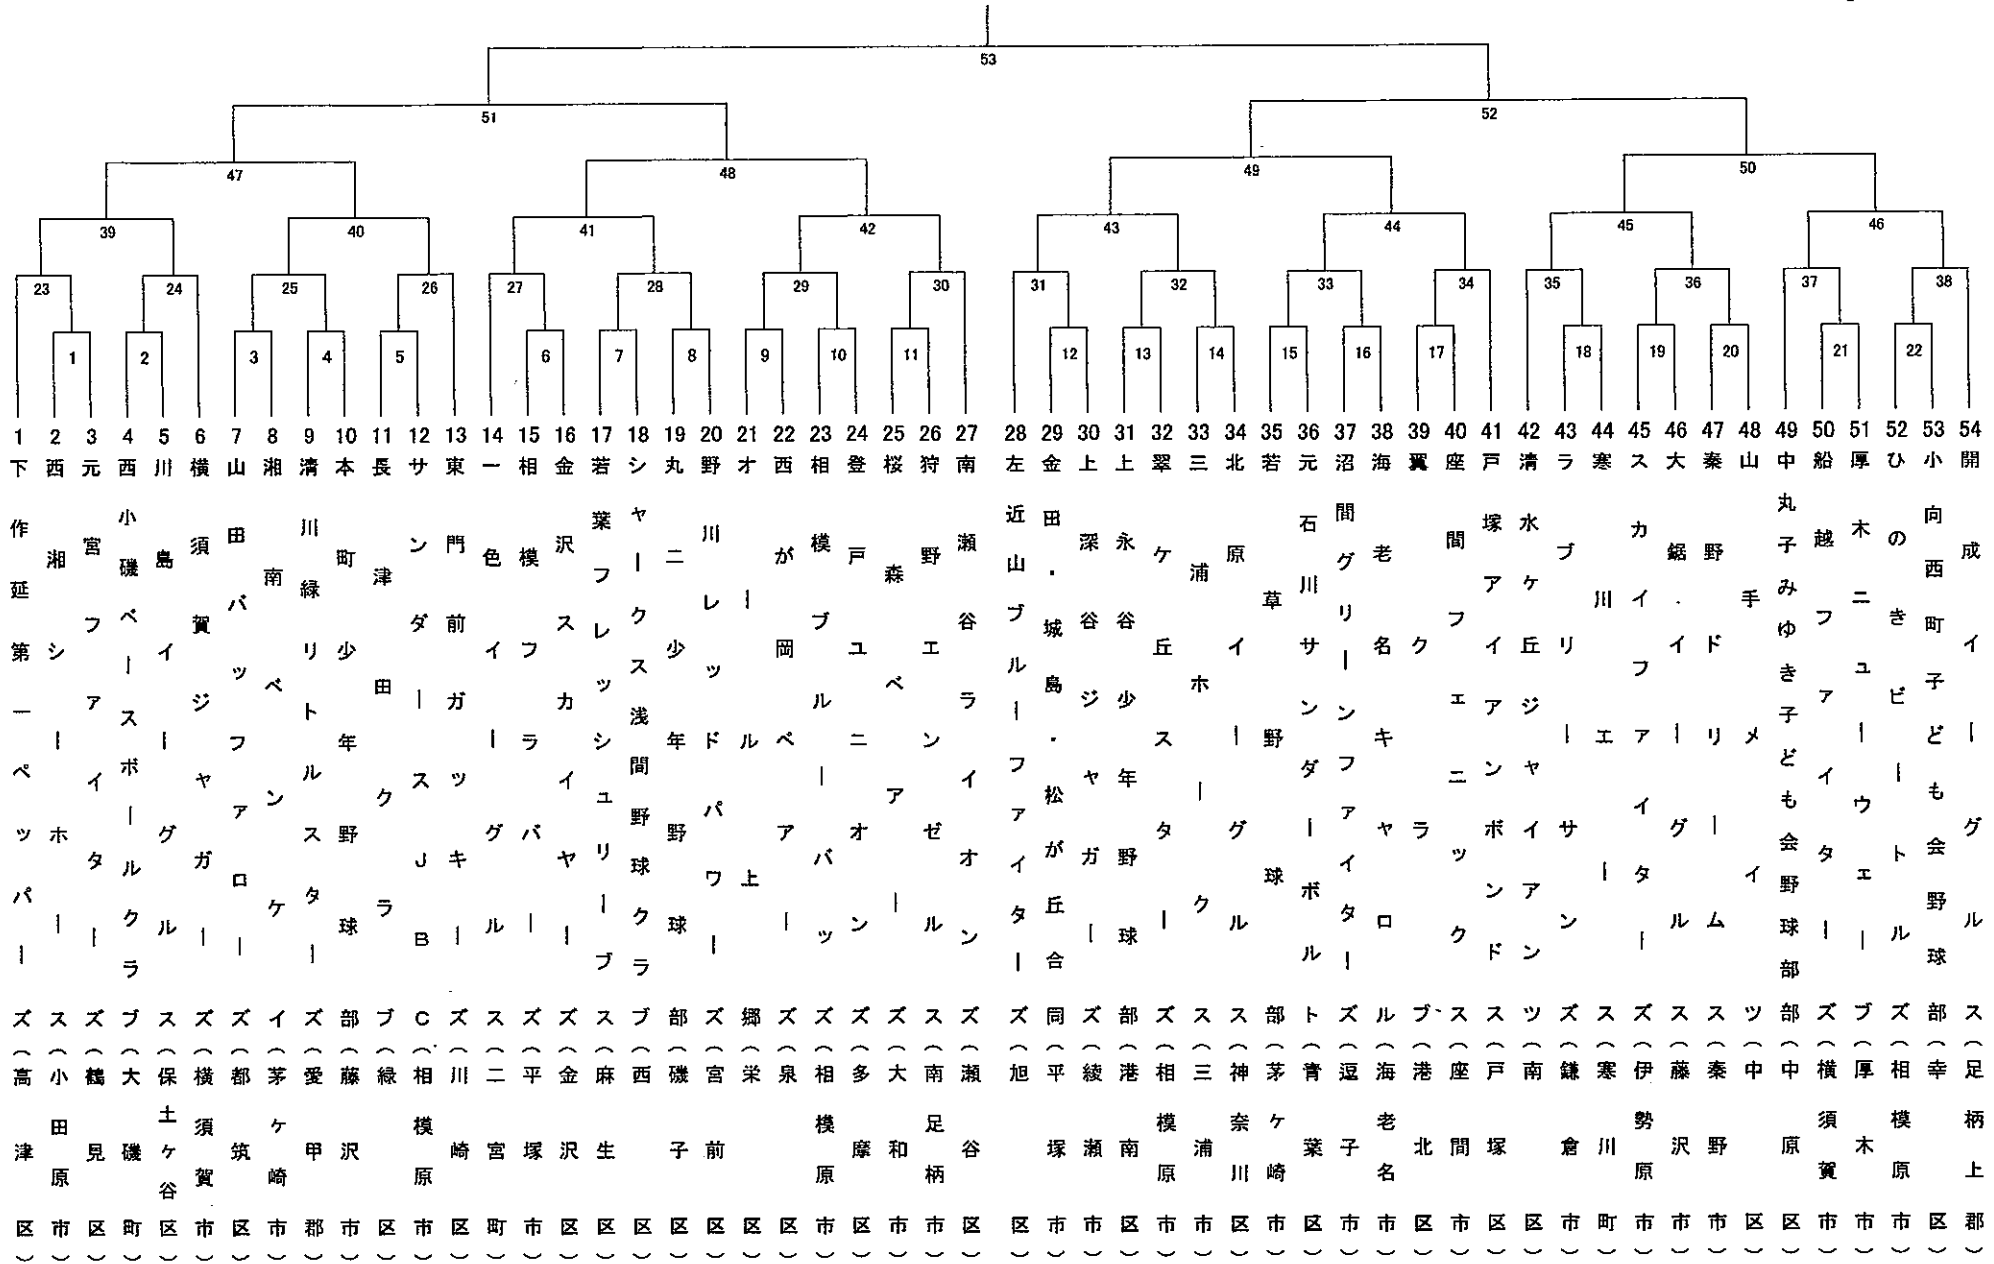 53
51
52
47
48
49
50
39
40
41
42
43
44
45
46
23
24
25
26
27
28
29
30
31
32
33
34
35
36
37
38
1
2
3
4
5
6
7
8
9
10
11
12
13
14
15
16
17
18
19
20
21
22
1 下作延第一ペッパーズ（高津区）
2 西湘シーホース（小田原市）
3 元宮ファイターズ（鶴見区）
4 西小磯ベースボールクラブ（大磯町）
5 川島イーグルス（保土ケ谷区）
6 横須賀ジャガーズ（横須賀市）
7 山田バッファローズ（都筑区）
8 湘南ベンケイ（茅ケ崎市）
9 清川緑リトルスターズ（愛甲郡）
10 本町少年野球部（藤沢市）
11 長津田クラブ（緑区）
12 サンダースJBC（相模原市）
13 東門前ガッツキーズ（川崎区）
14 一色イーグルス（二宮町）
15 相模フラバーズ（平塚市）
16 金沢スカイヤーズ（金沢区）
17 若葉フレッシュリーブス（麻生区）
18 シャークス浅間野球クラブ（西区）
19 丸二少年野球部（磯子区）
20 野川レッドパワーズ（宮前区）
21 オール上郷（栄区）
22 西が岡ベアーズ（泉区）
23 相模ブルーバッズ（相模原市）
24 登戸ユニオンズ（多摩区）
25 桜森ベアーズ（大和市）
26 狩野エンゼルス（南足柄市）
27 南瀬谷ライオンズ（瀬谷区）
28 左近山ブルーファイターズ（旭区）
29 金田・城島・松が丘合同（平塚市）
30 上深谷ジャガーズ（綾瀬市）
31 上永谷少年野球部（港南区）
32 翠ケ丘スターズ（相模原市）
33 三浦ホークス（三浦市）
34 北原イーグルス（神奈川区）
35 若草野球部（茅ケ崎市）
36 元石川サンダーボルト（青葉区）
37 沼間グリーンファイターズ（逗子市）
38 海老名キャロル（海老名市）
39 翼クラブ（港北区）
40 座間フェニックス（座間市）
41 戸塚アイアンボンドス（戸塚区）
42 清水ケ丘ジャイアンツ（南区）
43 ラブリーサンズ（鎌倉市）
44 寒川エース（寒川町）
45 スカイファイターズ（伊勢原市）
46 大鋸・イーグルス（藤沢市）
47 秦野ドリームス（秦野市）
48 山手メイツ（中区）
49 中丸子みゆき子ども会野球部（中原区）
50 船越ファイターズ（横須賀市）
51 厚木ニューウェーブ（厚木市）
52 ひのきビートルズ（相模原市）
53 小向西町子ども会野球部（幸区）
54 開成イーグルス（足柄上郡）